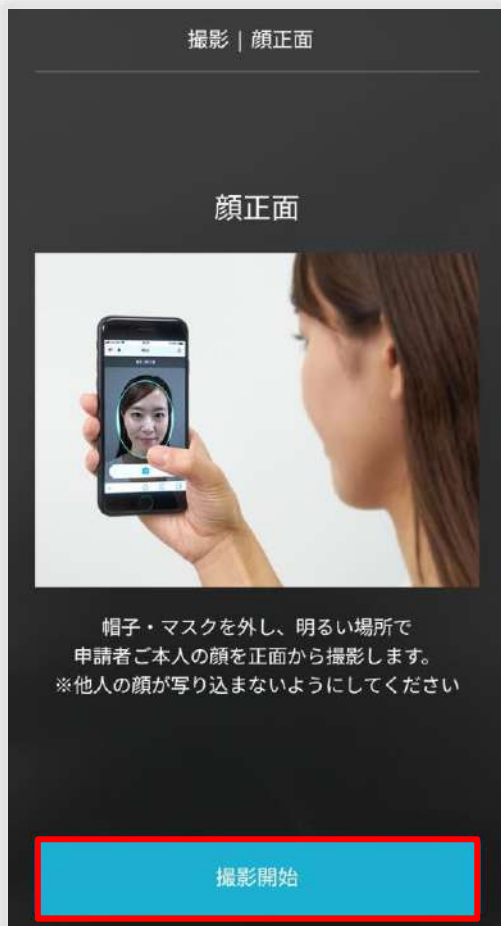 撮影 | 顔正面
顔正面
帽子・マスクを外し、明るい場所で
申請者ご本人の顔を正面から撮影します。
※他人の顔が写り込まないようにしてください
撮影開始